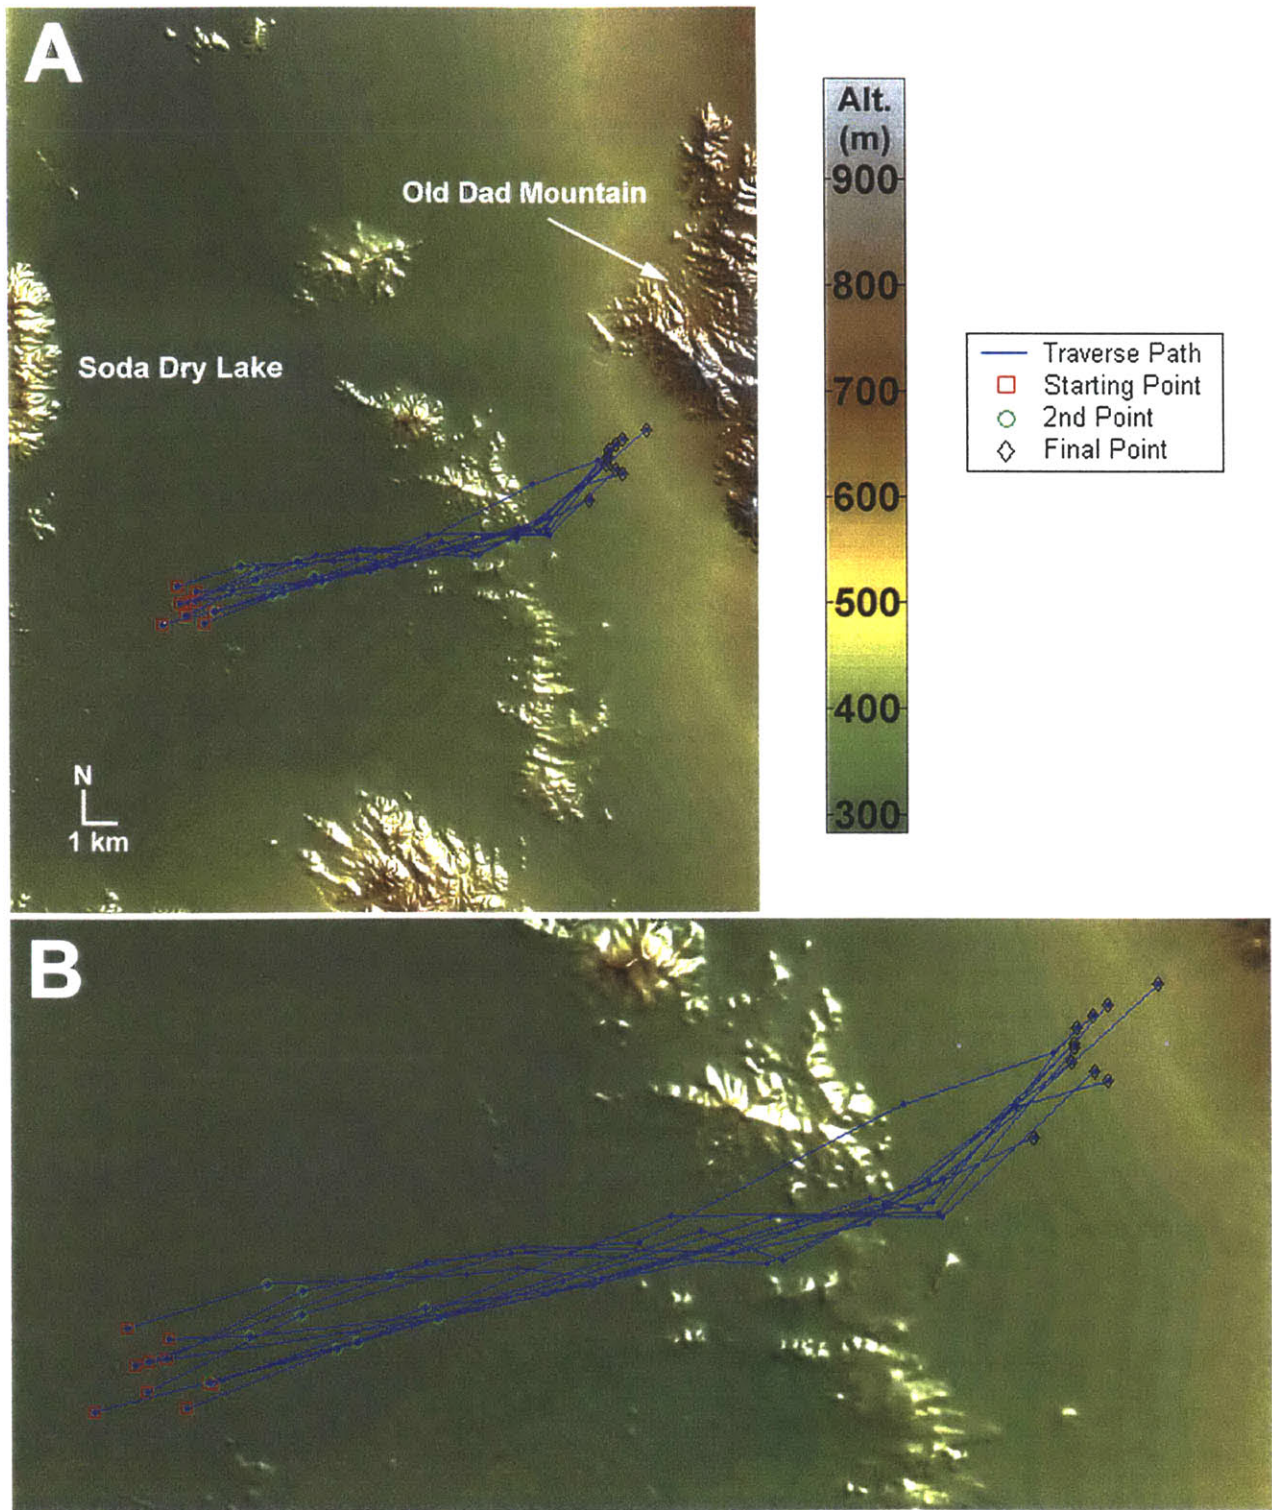 A
Old Dad Mountain
Soda Dry Lake
N
1 km
Alt.
(m)
900
800
700
600
500
400
300
Traverse Path
Starting Point
2nd Point
Final Point
B